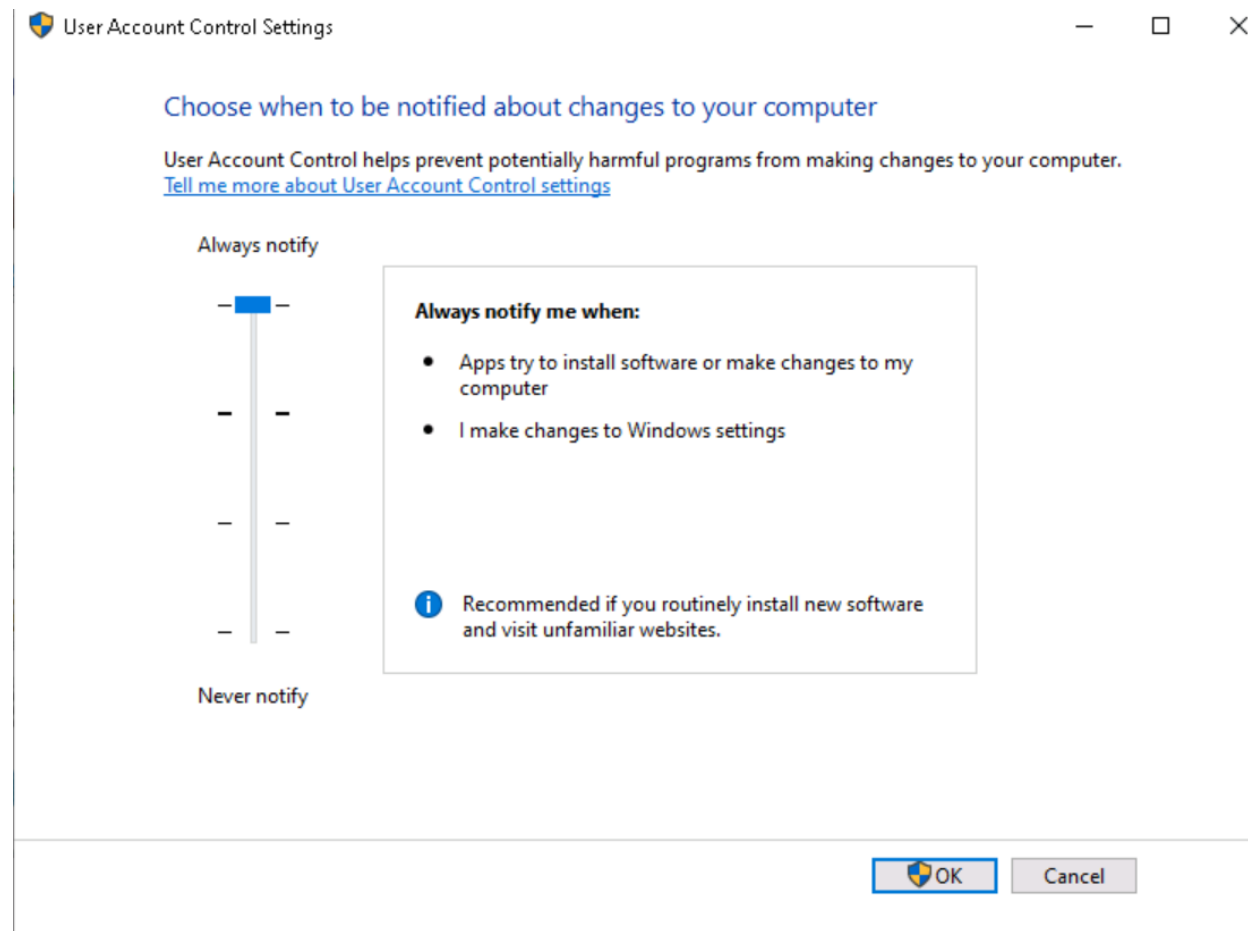 User Account Control Settings
Choose when to be notified about changes to your computer
User Account Control helps prevent potentially harmful programs from making changes to your computer.
Tell me more about User Account Control settings
Always notify
Always notify me when:
Apps try to install software or make changes to my
computer
I make changes to Windows settings
Recommended if you routinely install new software
and visit unfamiliar websites.
Never notify
OK
Cancel